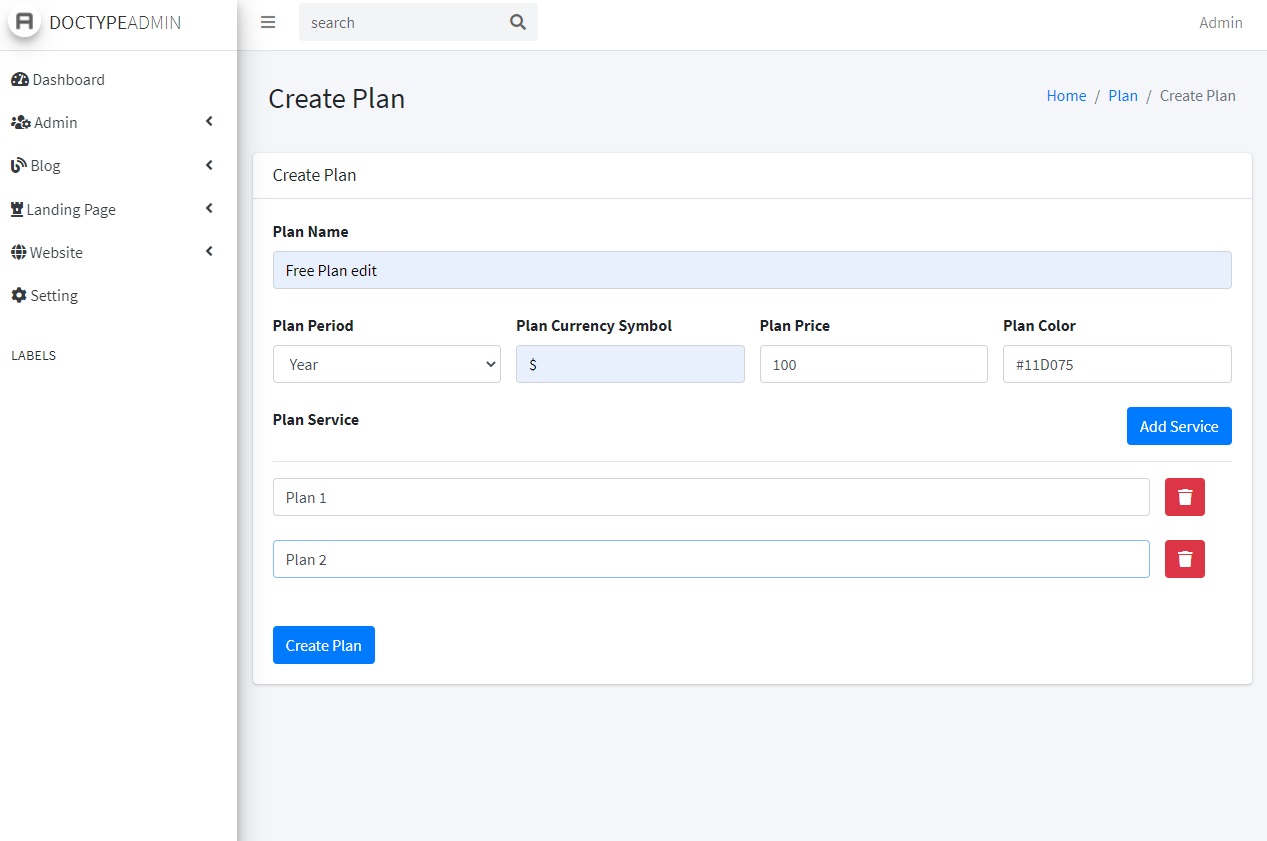 DOCTYPEADMIN
search
Admin
Dashboard
Admin
Blog
Landing Page
Website
Setting
LABELS
Create Plan
Home / Plan / Create Plan
Create Plan
Plan Name
Free Plan edit
Plan Period Plan Currency Symbol Plan Price Plan Color
Year $ 100 #11D075
Plan Service Add Service
Plan 1
Plan 2
Create Plan